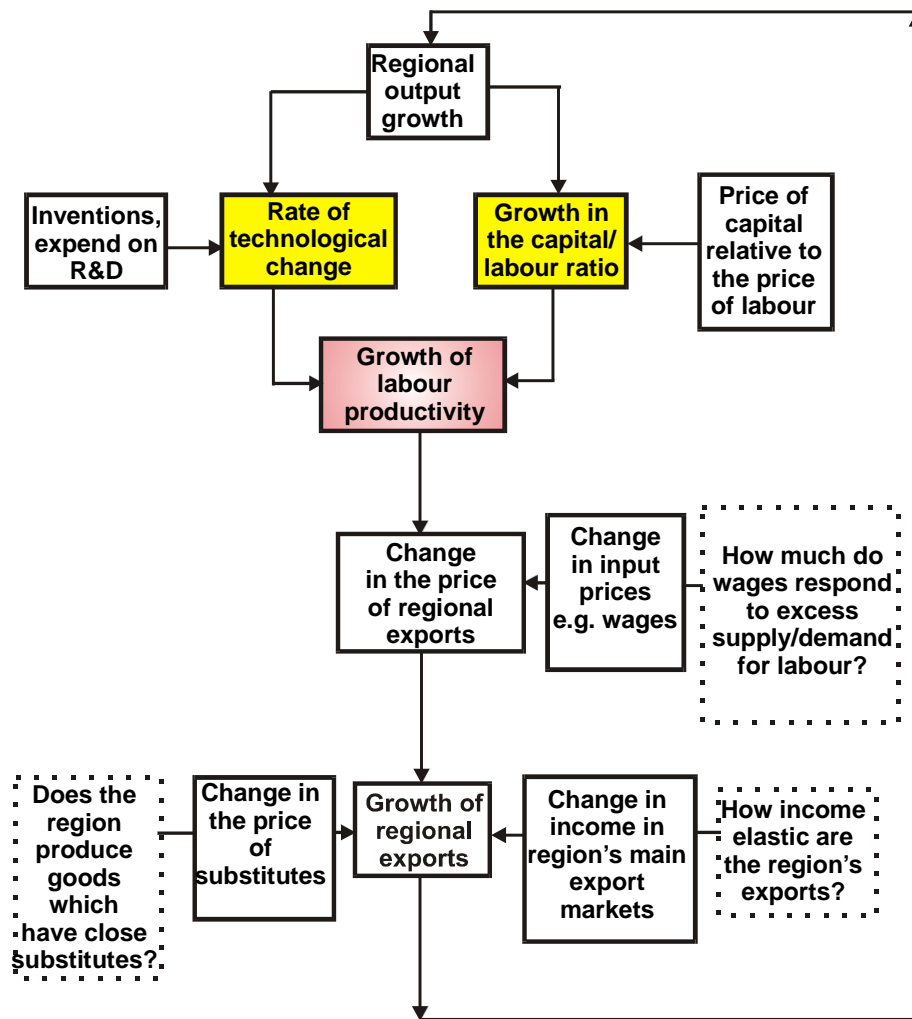 Regional
output
growth
Inventions,
expend on
R&D
Rate of
technological
change
Growth in
the capital/
labour ratio
Price of
capital
relative to
the price
of labour
Growth of
labour
productivity
Change
in the price
of regional
exports
Change
in input
prices
e.g. wages
How much do
wages respond
to excess
supply/demand
for labour?
Does the
region
produce
goods
which
have close
substitutes?
Change in
the price
of
substitutes
Growth of
regional
exports
Change in
income in
region's main
export
markets
How income
elastic are
the region's
exports?